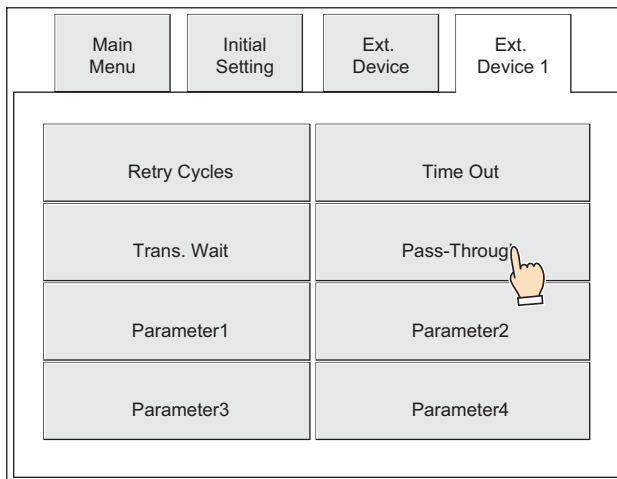 Main
Menu
Initial
Setting
Ext.
Device
Ext.
Device 1
Retry Cycles
Time Out
Trans. Wait
Pass-Throug
Parameter1
Parameter2
Parameter3
Parameter4